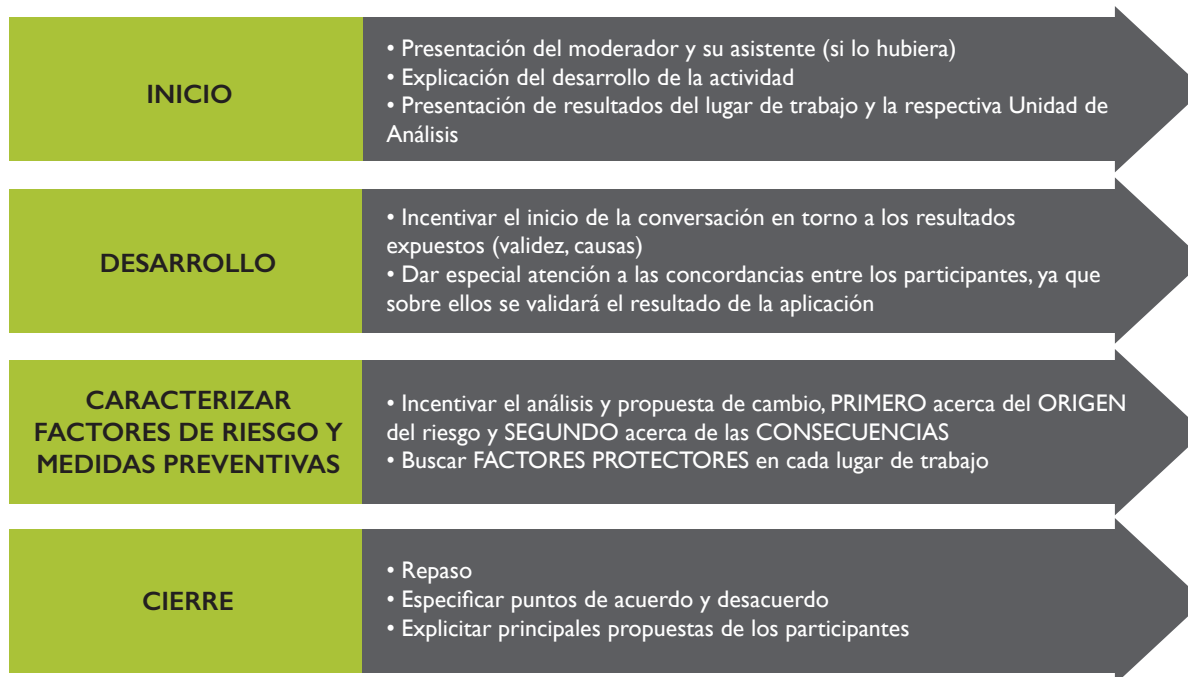 INICIO
• Presentación del moderador y su asistente (si lo hubiera)
• Explicación del desarrollo de la actividad
• Presentación de resultados del lugar de trabajo y la respectiva Unidad de
Análisis
DESARROLLO
• Incentivar el inicio de la conversación en torno a los resultados
expuestos (validez, causas)
• Dar especial atención a las concordancias entre los participantes, ya que
sobre ellos se validará el resultado de la aplicación
CARACTERIZAR
FACTORES DE RIESGO Y
MEDIDAS PREVENTIVAS
• Incentivar el análisis y propuesta de cambio, PRIMERO acerca del ORIGEN
del riesgo y SEGUNDO acerca de las CONSECUENCIAS
• Buscar FACTORES PROTECTORES en cada lugar de trabajo
CIERRE
• Repaso
• Especificar puntos de acuerdo y desacuerdo
• Explicitar principales propuestas de los participantes